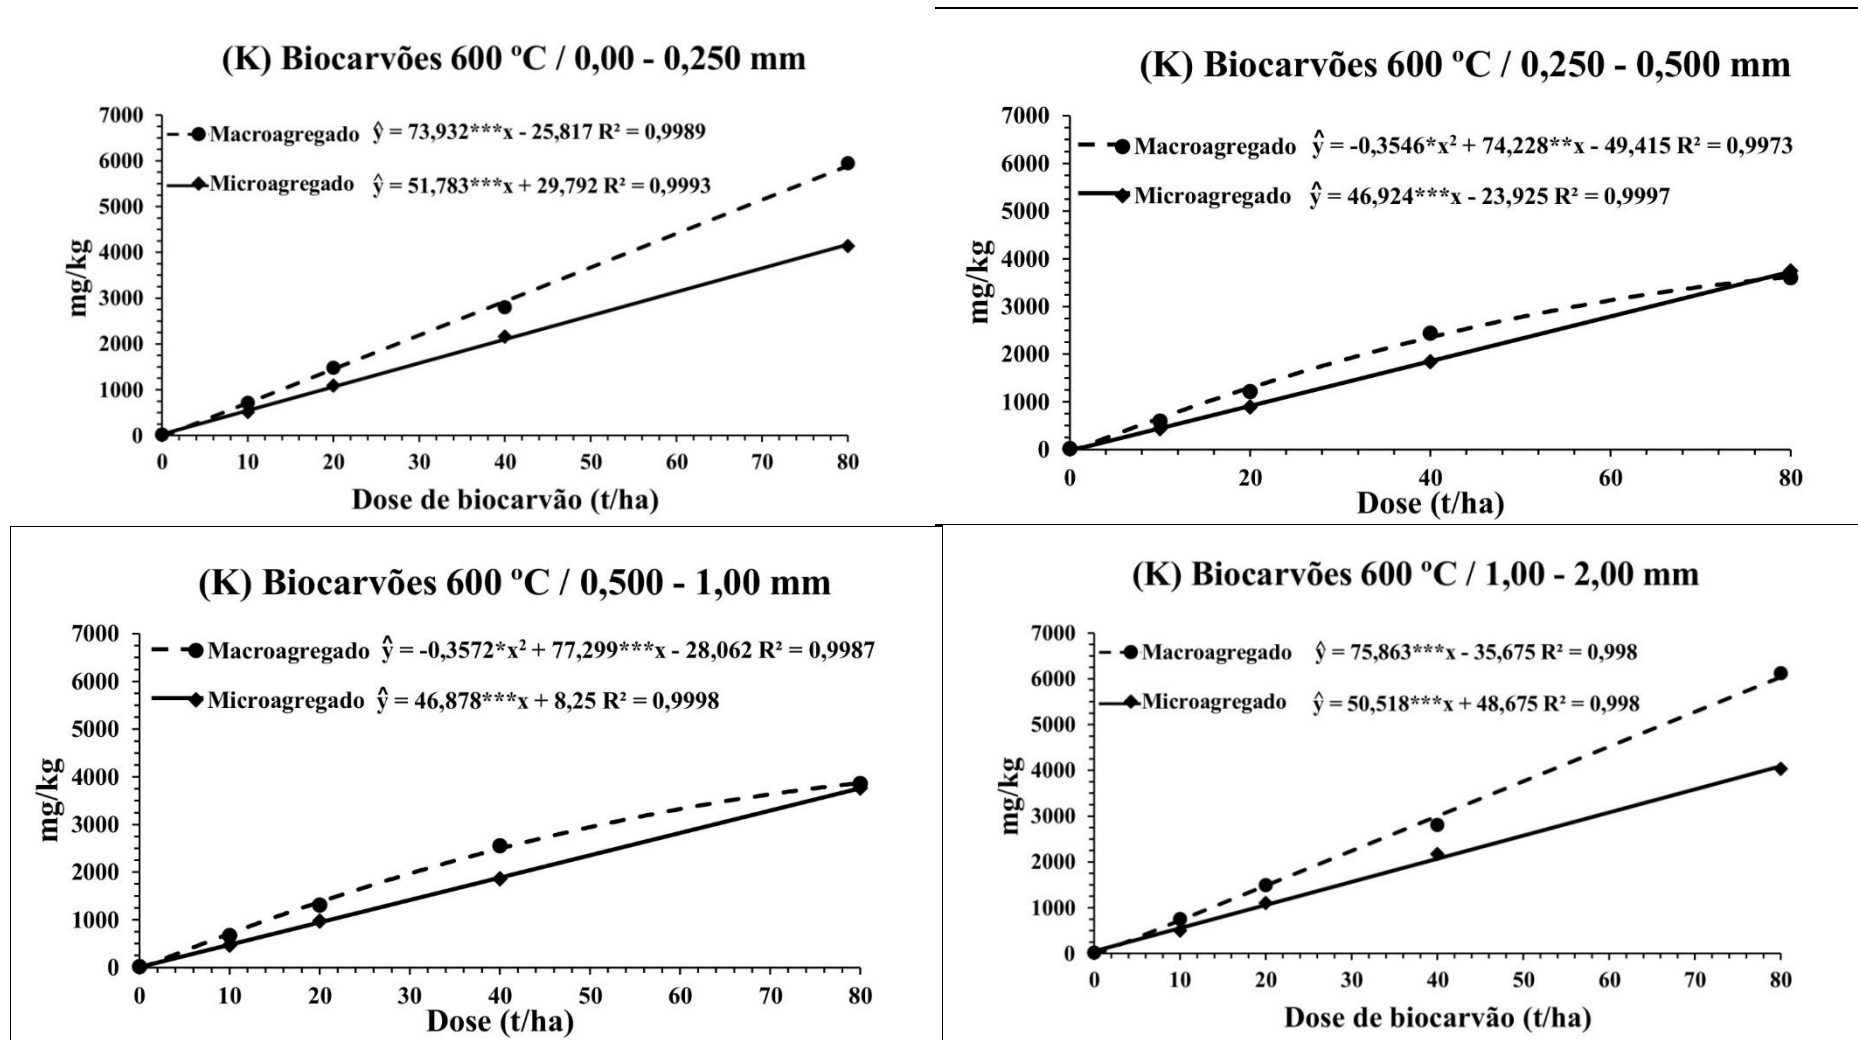 (K) Biocarvões 600 ºC / 0,00 - 0,250 mm
7000
6000
5000
4000
3000
2000
1000
0
mg/kg
Macroagregado ŷ = 73,932***x - 25,817 R² = 0,9989
Microagregado ŷ = 51,783***x + 29,792 R² = 0,9993
0 10 20 30 40 50 60 70 80
Dose de biocarvão (t/ha)
(K) Biocarvões 600 ºC / 0,250 - 0,500 mm
7000
6000
5000
4000
3000
2000
1000
0
mg/kg
Macroagregado ŷ = -0,3546*x² + 74,228**x - 49,415 R² = 0,9973
Microagregado ŷ = 46,924***x - 23,925 R² = 0,9997
0 20 40 60 80
Dose (t/ha)
(K) Biocarvões 600 ºC / 0,500 - 1,00 mm
7000
6000
5000
4000
3000
2000
1000
0
mg/kg
Macroagregado ŷ = -0,3572*x² + 77,299***x - 28,062 R² = 0,9987
Microagregado ŷ = 46,878***x + 8,25 R² = 0,9998
0 10 20 30 40 50 60 70 80
Dose (t/ha)
(K) Biocarvões 600 ºC / 1,00 - 2,00 mm
7000
6000
5000
4000
3000
2000
1000
0
mg/kg
Macroagregado ŷ = 75,863***x - 35,675 R² = 0,998
Microagregado ŷ = 50,518***x + 48,675 R² = 0,998
0 10 20 30 40 50 60 70 80
Dose de biocarvão (t/ha)